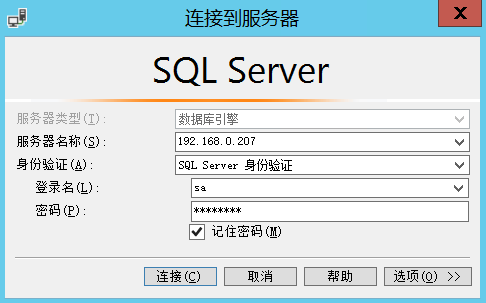 连接到服务器
x
SQL Server
服务器类型(T): 数据库引擎
服务器名称(S): 192.168.0.207
身份验证(A): SQL Server 身份验证
登录名(L): sa
密码(P): ********
记住密码(M)
连接(C) 取消 帮助 选项(O) >>